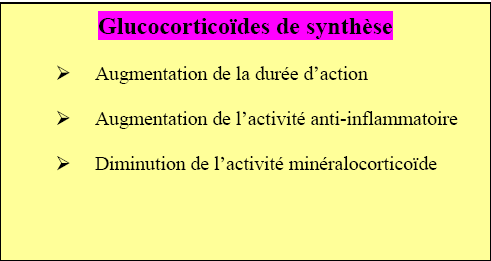 Glucocorticoïdes de synthèse
➢ Augmentation de la durée d’action
➢ Augmentation de l’activité anti-inflammatoire
➢ Diminution de l’activité minéralocorticoïde